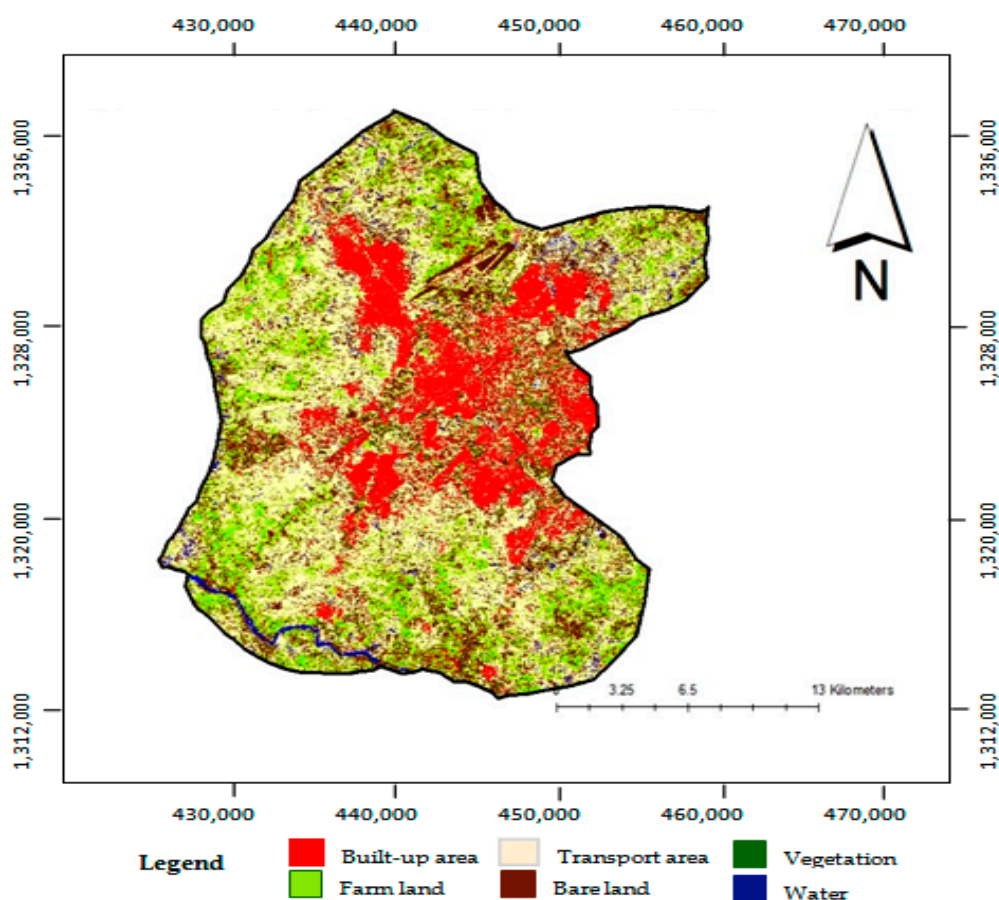 430,000 440,000 450,000 460,000 470,000
1,336,000 1,336,000
N
1,328,000 1,328,000
1,320,000 1,320,000
0 3.25 6.5 13 Kilometers
1,312,000 1,312,000
430,000 440,000 450,000 460,000 470,000
Legend
Built-up area Transport area Vegetation
Farm land Bare land Water